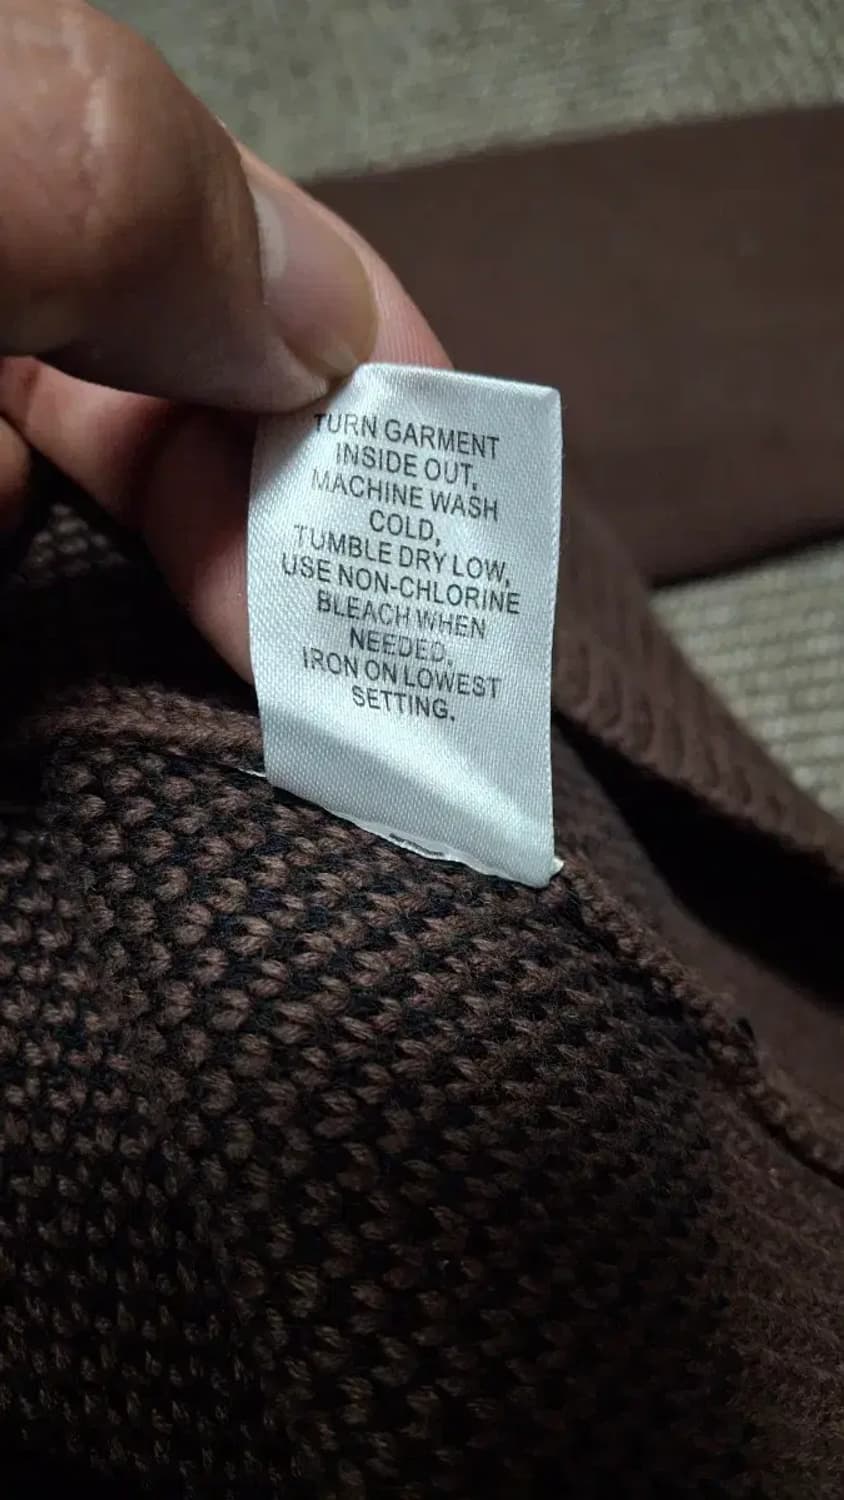 TURN GARMENT
INSIDE OUT,
MACHINE WASH
COLD,
TUMBLE DRY LOW,
USE NON-CHLORINE
BLEACH WHEN
NEEDED,
IRON ON LOWEST
SETTING.